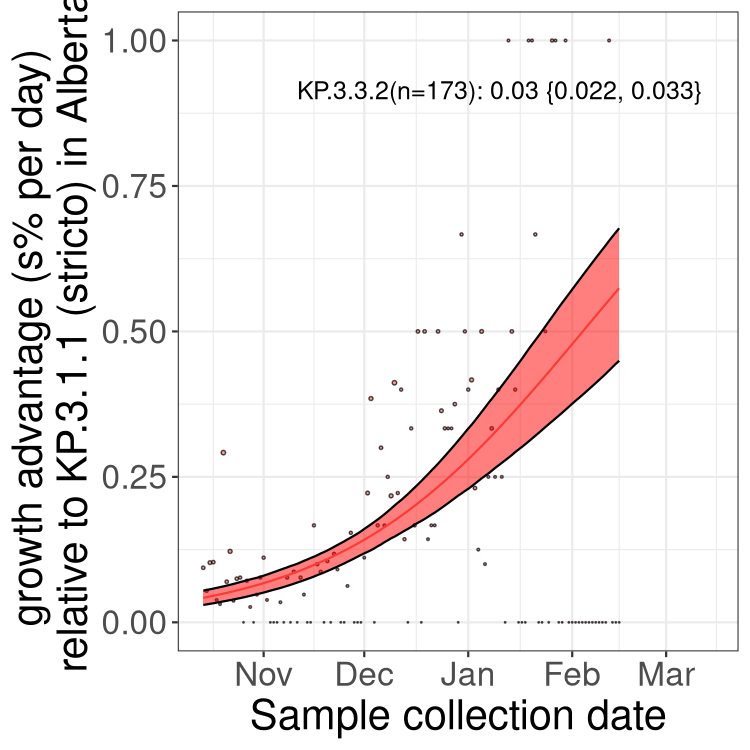 growth advantage (s% per day)
relative to KP.3.1.1 (stricto) in Alberta
1.00
0.75
0.50
0.25
0.00
KP.3.3.2(n=173): 0.03 {0.022, 0.033}
Nov Dec Jan Feb Mar
Sample collection date